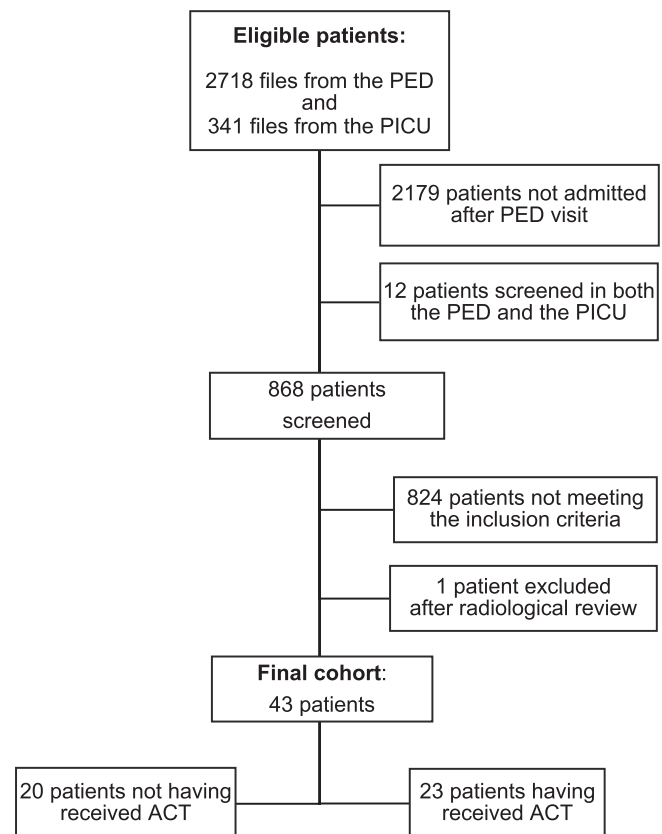 Eligible patients:
2718 files from the PED
and
341 files from the PICU
2179 patients not admitted
after PED visit
12 patients screened in both
the PED and the PICU
868 patients
screened
824 patients not meeting
the inclusion criteria
1 patient excluded
after radiological review
Final cohort:
43 patients
20 patients not having
received ACT
23 patients having
received ACT